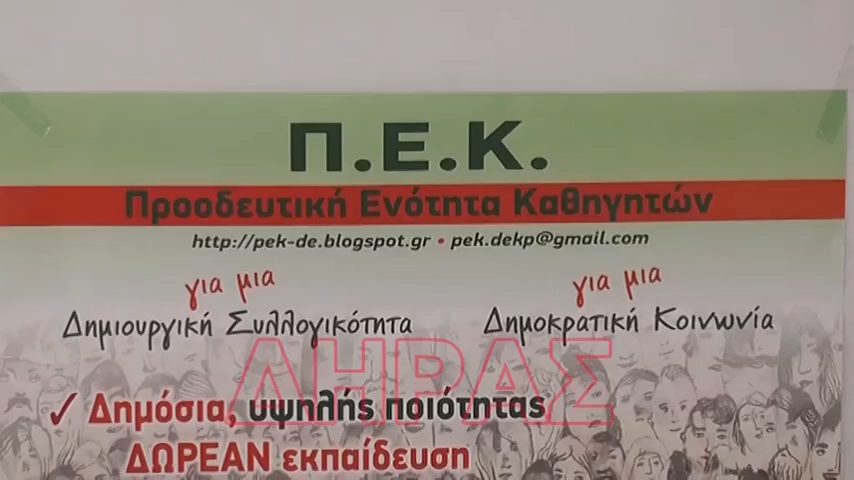 Π.Ε.Κ.
Προοδευτική Ενότητα Καθηγητών
http://pek-de.blogspot.gr • pek.dekp@gmail.com
για μια για μια
Δημιουργική Συλλογικότητα Δημοκρατική Κοινωνία
ΛΗΡΑΣ
✓ Δημόσια, υψηλής ποιότητας
ΔΩΡΕΑΝ εκπαίδευση